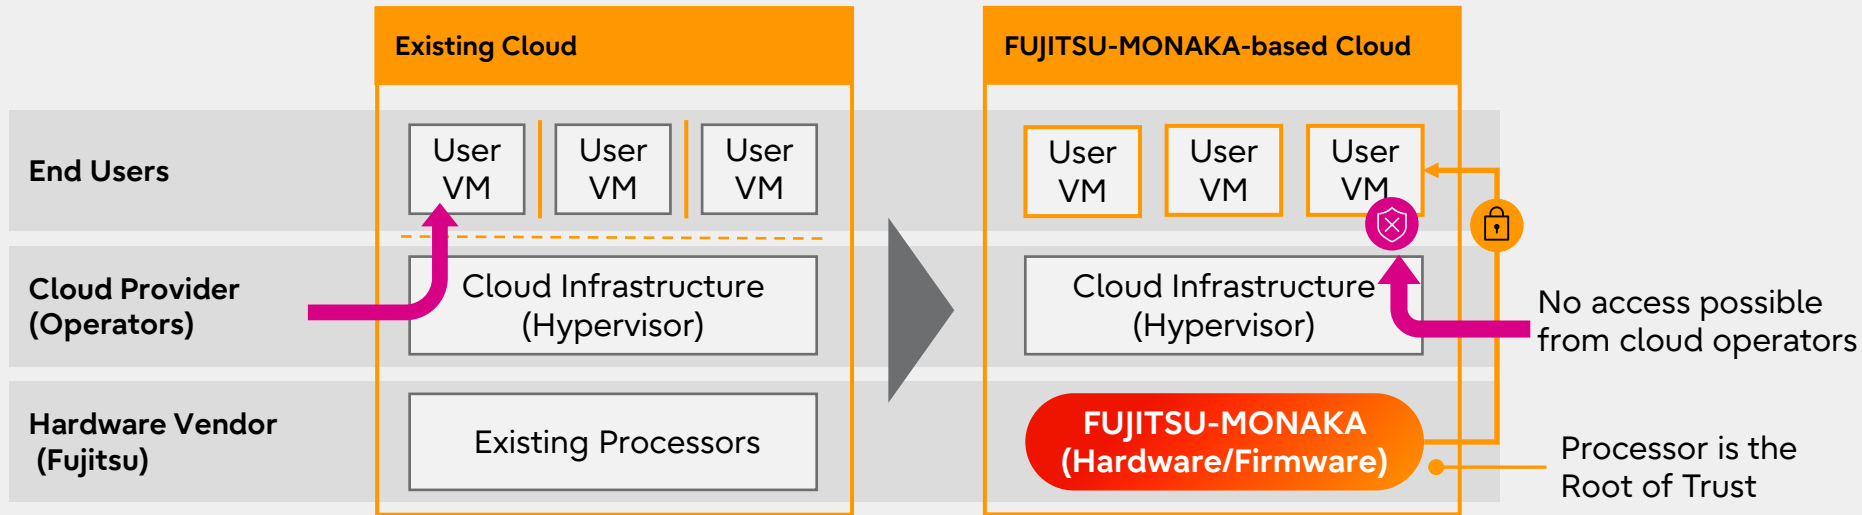 Existing Cloud
FUJITSU-MONAKA-based Cloud
End Users
User
VM
User
VM
User
VM
User
VM
User
VM
User
VM
Cloud Provider
(Operators)
Cloud Infrastructure
(Hypervisor)
Cloud Infrastructure
(Hypervisor)
No access possible
from cloud operators
Hardware Vendor
(Fujitsu)
Existing Processors
FUJITSU-MONAKA
(Hardware/Firmware)
Processor is the
Root of Trust